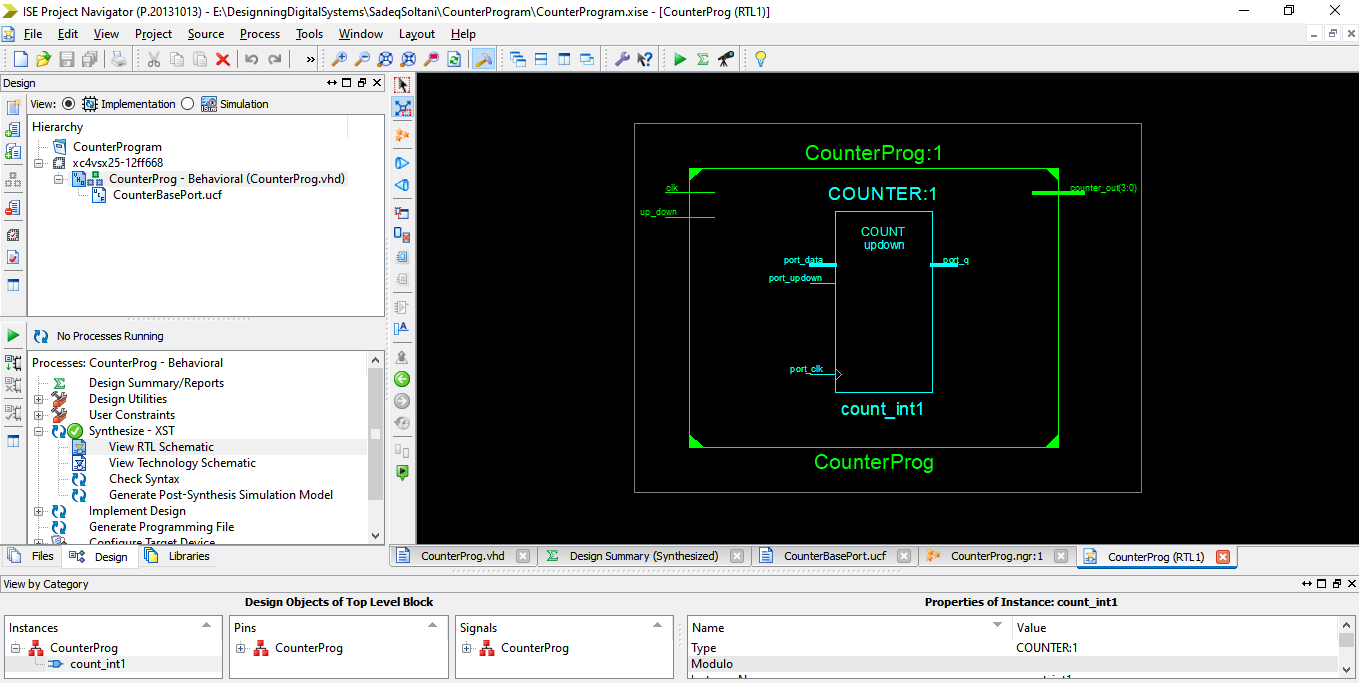 ISE Project Navigator (P.20131013) - E:\DesignningDigitalSystems\SadeqSoltani\CounterProgram\CounterProgram.xise - [CounterProg (RTL1)]
File Edit View Project Source Process Tools Window Layout Help
Design
View: Implementation Simulation
Hierarchy
CounterProgram
xc4vsx25-12ff668
CounterProg - Behavioral (CounterProg.vhd)
CounterBasePort.ucf
No Processes Running
Processes: CounterProg - Behavioral
Design Summary/Reports
Design Utilities
User Constraints
Synthesize - XST
View RTL Schematic
View Technology Schematic
Check Syntax
Generate Post-Synthesis Simulation Model
Implement Design
Generate Programming File
Configure Target Device
Files Design Libraries
CounterProg:1
clk
up_down
counter_out(3:0)
COUNTER:1
COUNT
updown
port_data
port_updown
port_q
port_clk
count_int1
CounterProg
CounterProg.vhd Design Summary (Synthesized) CounterBasePort.ucf CounterProg.ngr:1 CounterProg (RTL1)
View by Category
Design Objects of Top Level Block
Properties of Instance: count_int1
Instances
CounterProg
count_int1
Pins
CounterProg
Signals
CounterProg
Name Value
Type COUNTER:1
Modulo